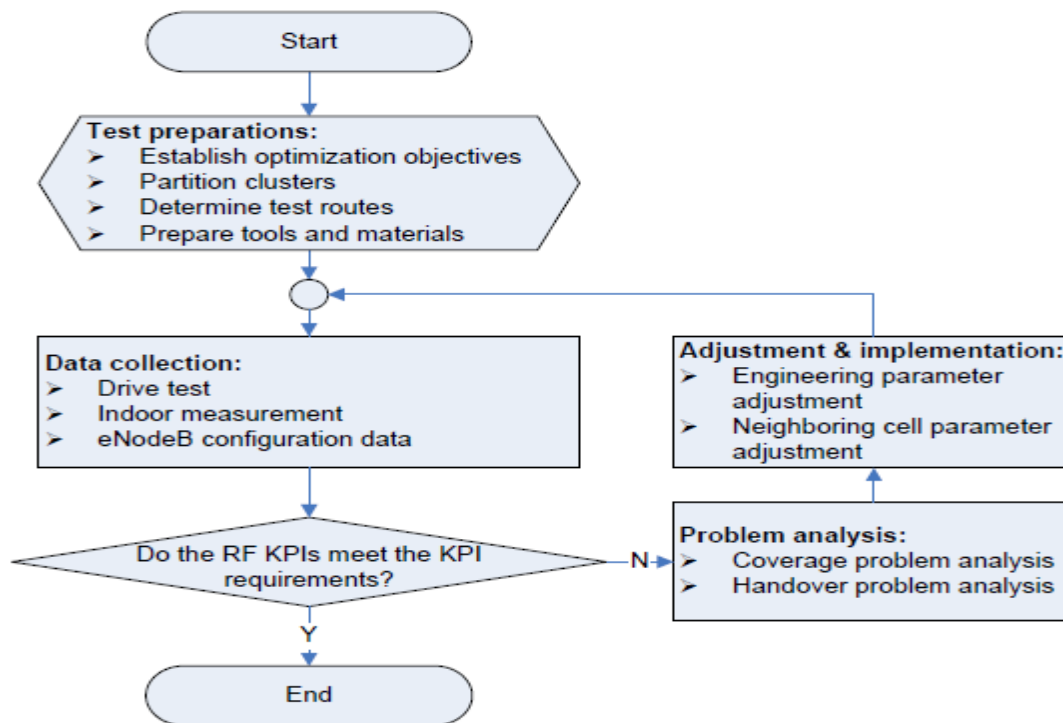 Start
Test preparations:
➢ Establish optimization objectives
➢ Partition clusters
➢ Determine test routes
➢ Prepare tools and materials
Data collection:
➢ Drive test
➢ Indoor measurement
➢ eNodeB configuration data
Adjustment & implementation:
➢ Engineering parameter
adjustment
➢ Neighboring cell parameter
adjustment
Do the RF KPIs meet the KPI
requirements?
N
Problem analysis:
➢ Coverage problem analysis
➢ Handover problem analysis
Y
End